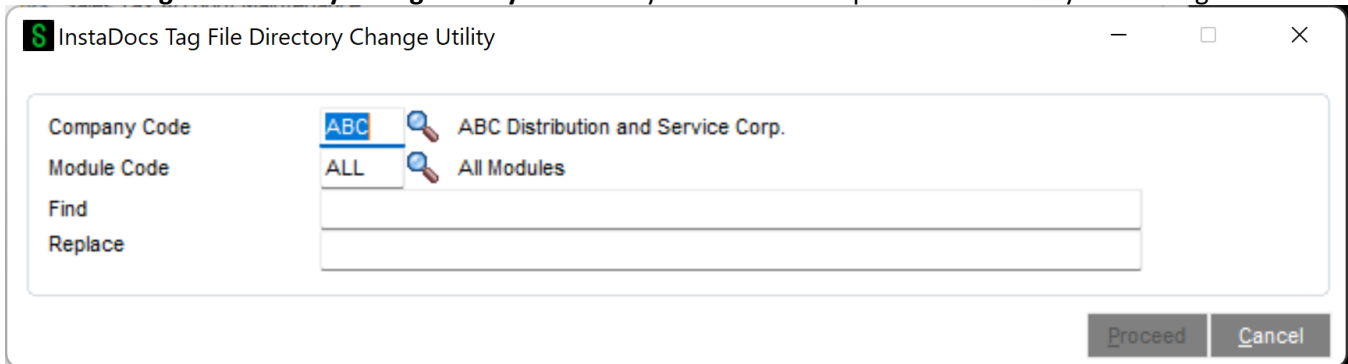 InstaDocs Tag File Directory Change Utility
Company Code ABC ABC Distribution and Service Corp.
Module Code ALL All Modules
Find
Replace
Proceed Cancel